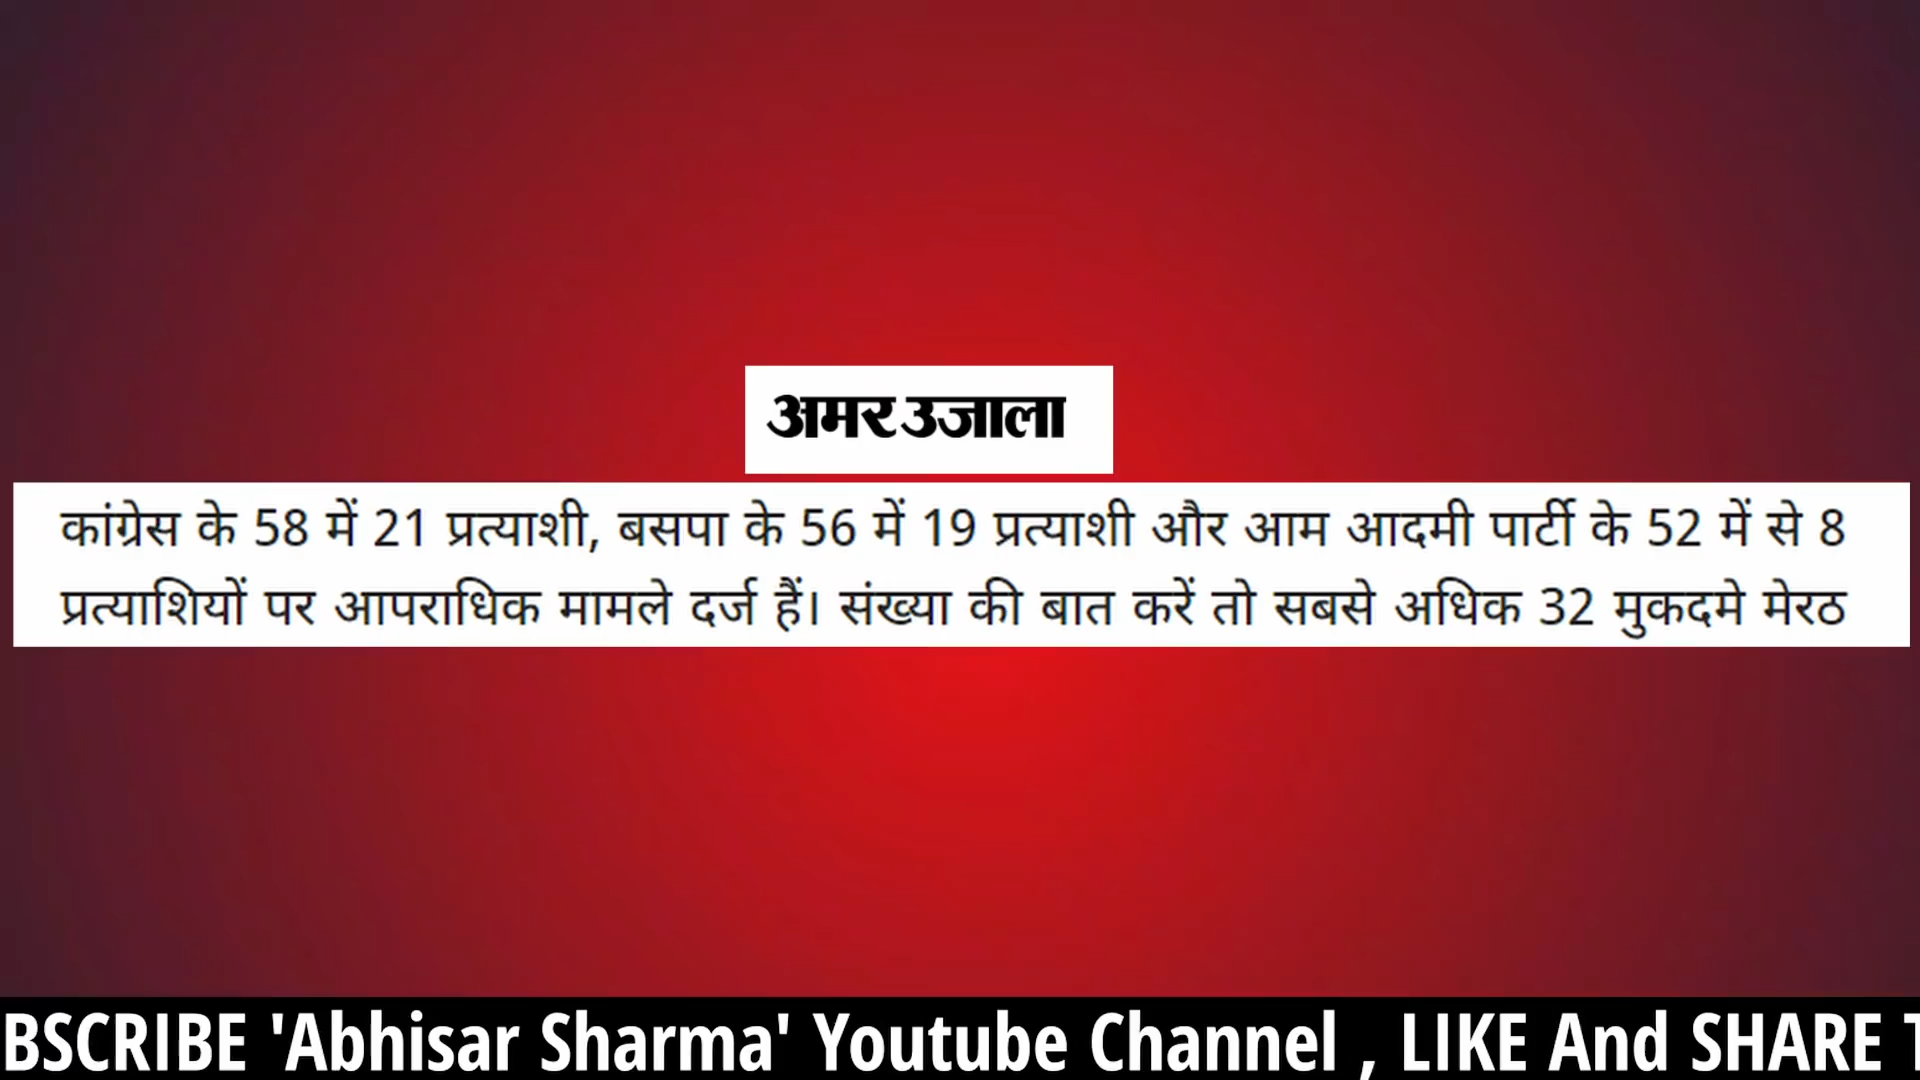 अमर उजाला
कांग्रेस के 58 में 21 प्रत्याशी, बसपा के 56 में 19 प्रत्याशी और आम आदमी पार्टी के 52 में से 8
प्रत्याशियों पर आपराधिक मामले दर्ज हैं। संख्या की बात करें तो सबसे अधिक 32 मुकदमे मेरठ
BSCRIBE 'Abhisar Sharma' Youtube Channel , LIKE And SHARE T